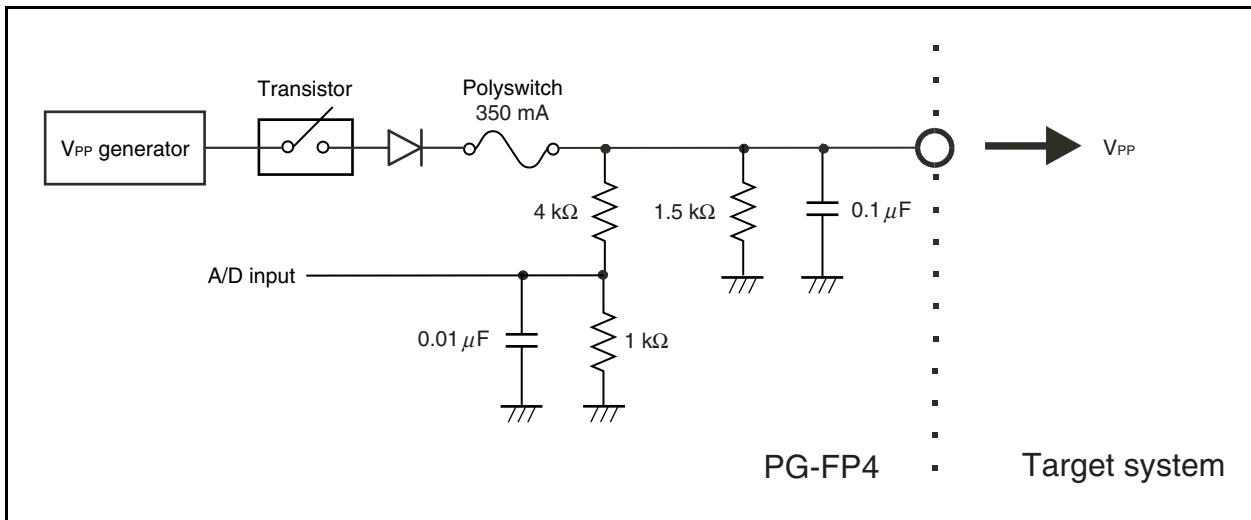 Transistor
Polyswitch
350 mA
VPP generator
VPP
4 kΩ
1.5 kΩ
0.1 µF
A/D input
0.01 µF
1 kΩ
PG-FP4
Target system